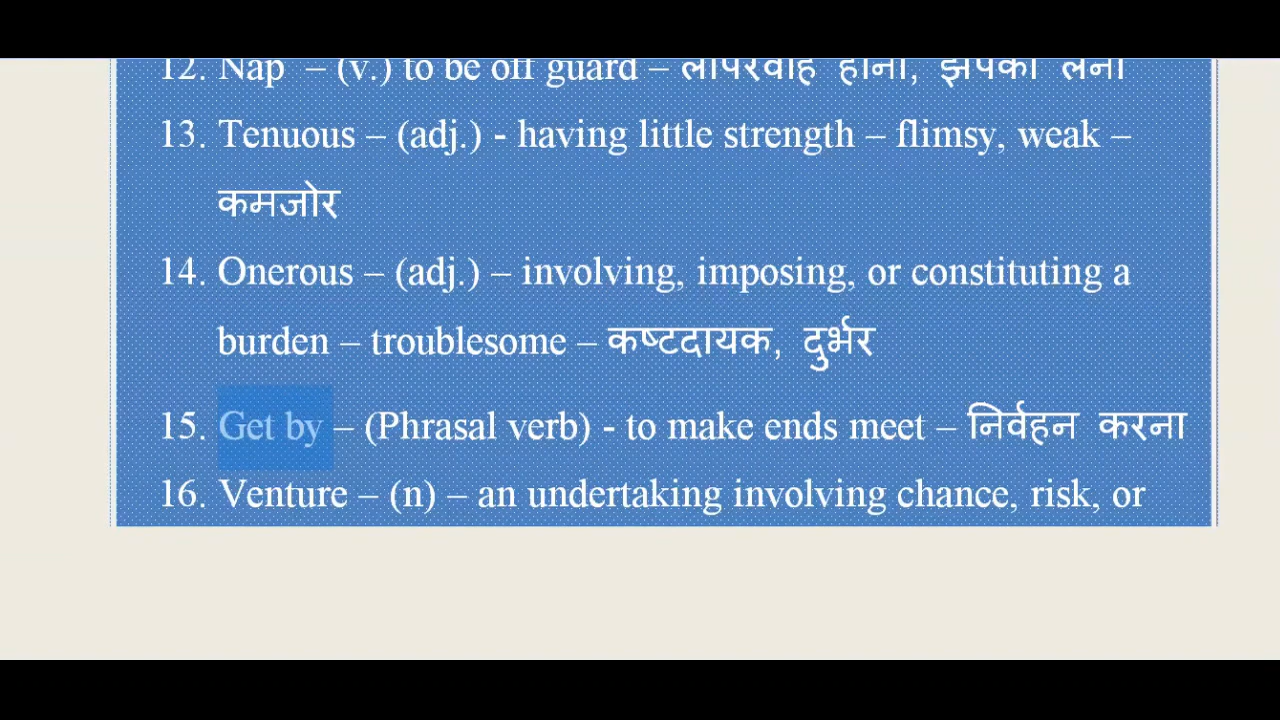 12. Nap – (v.) to be off guard – लापरवाह होना, झपकी लेना
13. Tenuous – (adj.) - having little strength – flimsy, weak –
कमजोर
14. Onerous – (adj.) – involving, imposing, or constituting a
burden – troublesome – कष्टदायक, दुर्भर
15. Get by – (Phrasal verb) - to make ends meet – निर्वहन करना
16. Venture – (n) – an undertaking involving chance, risk, or